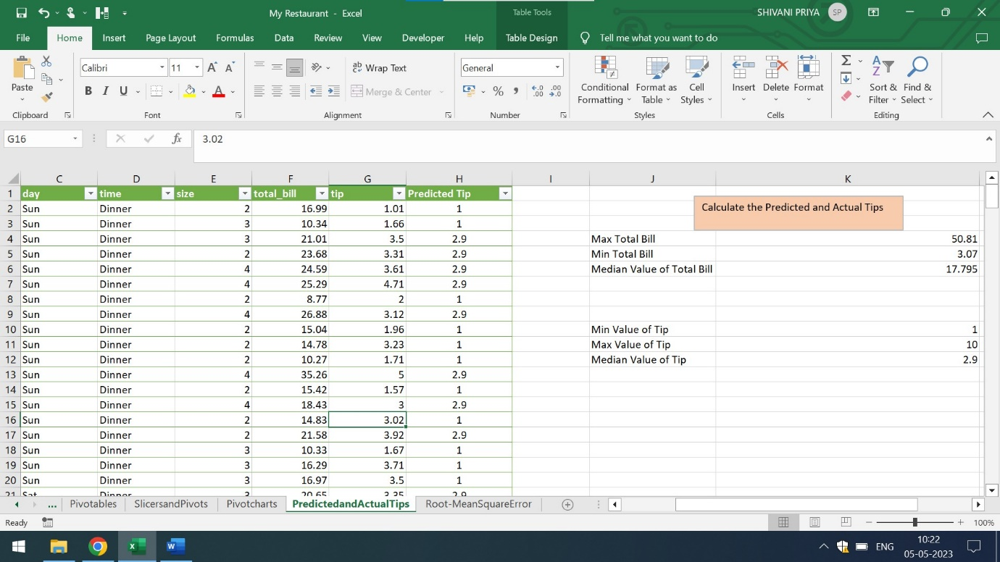 My Restaurant - Excel Table Tools SHIVANI PRIYA SP
File Home Insert Page Layout Formulas Data Review View Developer Help Table Design Tell me what you want to do
Calibri 11 A A ab Wrap Text General Σ A Z
Paste Conditional Format as Cell Insert Delete Format Sort & Find &
B I U A Merge & Center % , .00 .0 Formatting Table Styles Filter Select
Clipboard Font Alignment Number Styles Cells Editing
G16 fx 3.02
C D E F G H I J K
1 day time size total_bill tip Predicted Tip
2 Sun Dinner 2 16.99 1.01 1 Calculate the Predicted and Actual Tips
3 Sun Dinner 3 10.34 1.66 1
4 Sun Dinner 3 21.01 3.5 2.9 Max Total Bill 50.81
5 Sun Dinner 2 23.68 3.31 2.9 Min Total Bill 3.07
6 Sun Dinner 4 24.59 3.61 2.9 Median Value of Total Bill 17.795
7 Sun Dinner 4 25.29 4.71 2.9
8 Sun Dinner 2 8.77 2 1
9 Sun Dinner 4 26.88 3.12 2.9
10 Sun Dinner 2 15.04 1.96 1 Min Value of Tip 1
11 Sun Dinner 2 14.78 3.23 1 Max Value of Tip 10
12 Sun Dinner 2 10.27 1.71 1 Median Value of Tip 2.9
13 Sun Dinner 4 35.26 5 2.9
14 Sun Dinner 2 15.42 1.57 1
15 Sun Dinner 4 18.43 3 2.9
16 Sun Dinner 2 14.83 3.02 1
17 Sun Dinner 2 21.58 3.92 2.9
18 Sun Dinner 3 10.33 1.67 1
19 Sun Dinner 3 16.29 3.71 1
20 Sun Dinner 3 16.97 3.5 1
21 Sat Dinner 3 20.65 3.35 2.9
... Pivotables SlicersandPivots Pivotcharts PredictedandActualTips Root-MeanSquareError
Ready 100%
ENG 10:22
05-05-2023